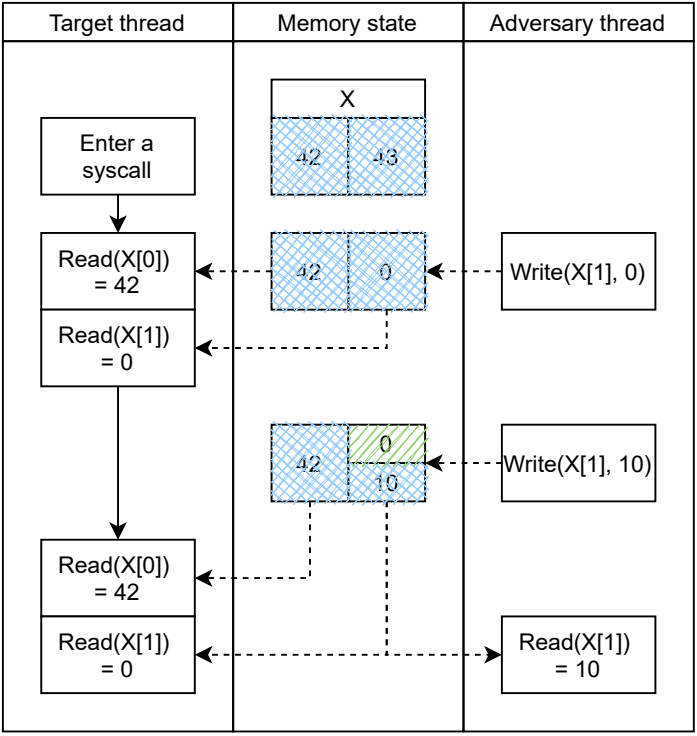 Target thread
Memory state
Adversary thread
X
Enter a
syscall
42
43
Read(X[0])
= 42
42
0
Write(X[1], 0)
Read(X[1])
= 0
42
0
10
Write(X[1], 10)
Read(X[0])
= 42
Read(X[1])
= 0
Read(X[1])
= 10